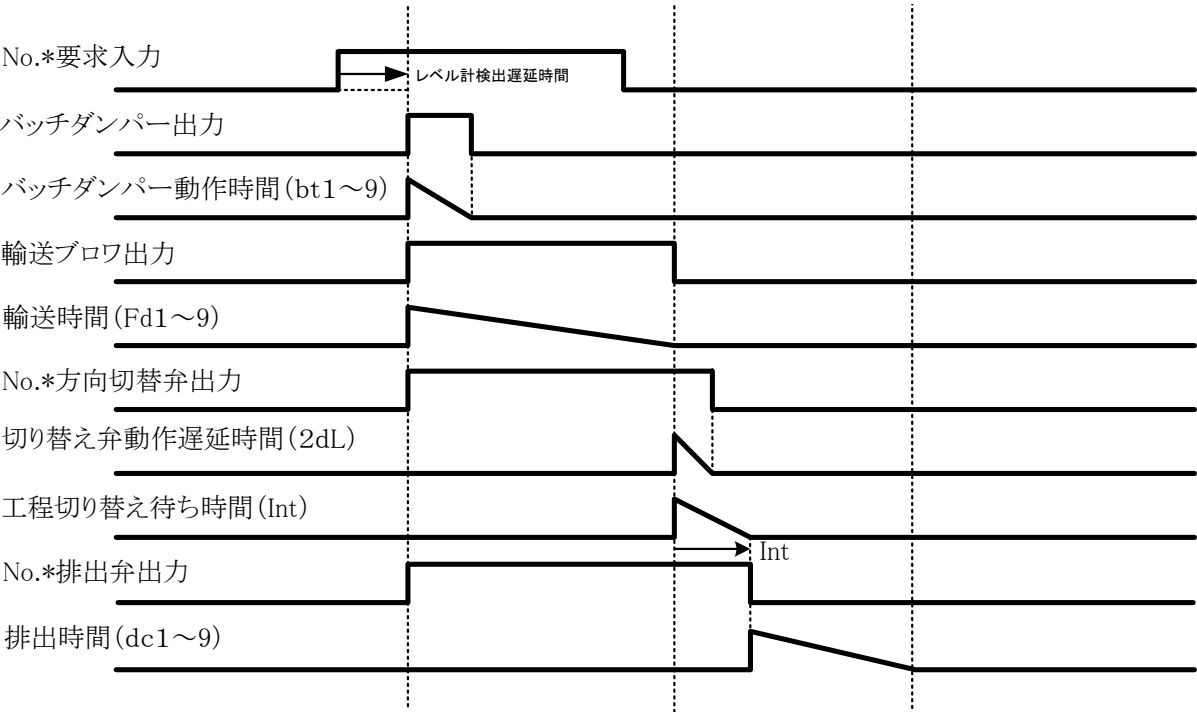 No.*要求入力
レベル計検出遅延時間
バッチダンパー出力
バッチダンパー動作時間(bt1～9)
輸送ブロワ出力
輸送時間(Fd1～9)
No.*方向切替弁出力
切り替え弁動作遅延時間(2dL)
工程切り替え待ち時間(Int)
Int
No.*排出弁出力
排出時間(dc1～9)